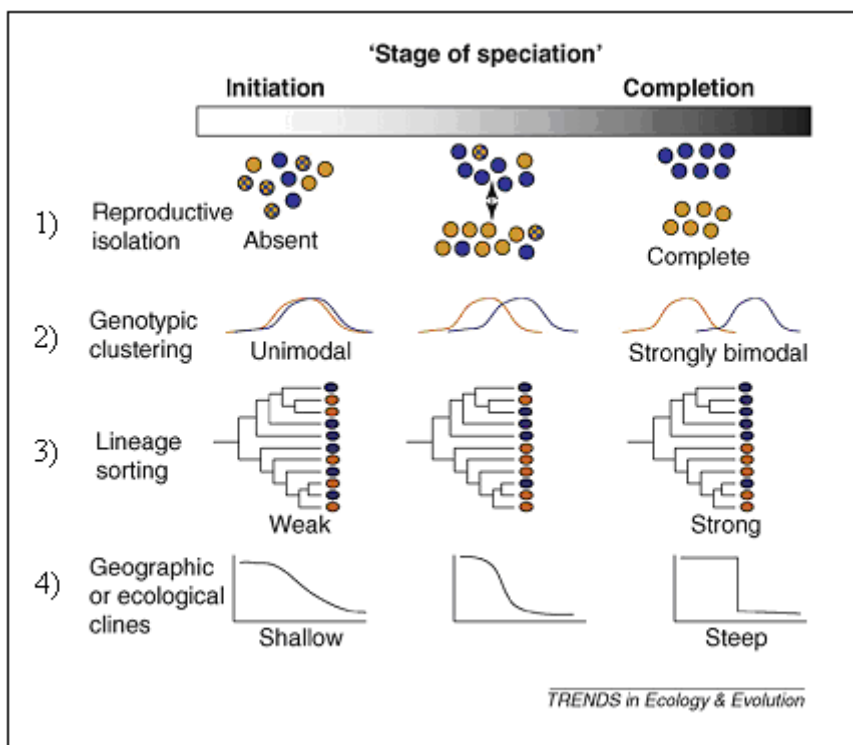 'Stage of speciation'
Initiation Completion
1) Reproductive
isolation
Absent Complete
2) Genotypic
clustering
Unimodal Strongly bimodal
3) Lineage
sorting
Weak Strong
4) Geographic
or ecological
clines
Shallow Steep
TRENDS in Ecology & Evolution